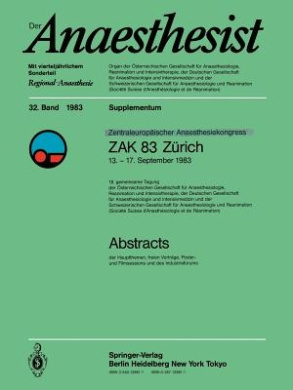 Der
Anaesthesist
Mit vierteljährlichem
Sonderteil
Regional-Anaesthesie
Organ der Österreichischen Gesellschaft für Anaesthesiologie,
Reanimation und Intensivtherapie, der Deutschen Gesellschaft
für Anaesthesiologie und Intensivmedizin und der
Schweizerischen Gesellschaft für Anaesthesiologie und Reanimation
(Société Suisse d'Anesthésiologie et de Réanimation)
32. Band 1983 Supplementum
Zentraleuropäischer Anaesthesiekongress
ZAK 83 Zürich
13. – 17. September 1983
18. gemeinsame Tagung
der Österreichischen Gesellschaft für Anaesthesiologie,
Reanimation und Intensivtherapie, der Deutschen Gesellschaft
für Anaesthesiologie und Intensivmedizin und der
Schweizerischen Gesellschaft für Anaesthesiologie und Reanimation
(Société Suisse d'Anesthésiologie et de Réanimation)
Abstracts
der Hauptthemen, freien Vorträge, Poster-
und Filmsessions und des Industrieforums
Springer-Verlag
Berlin Heidelberg New York Tokyo